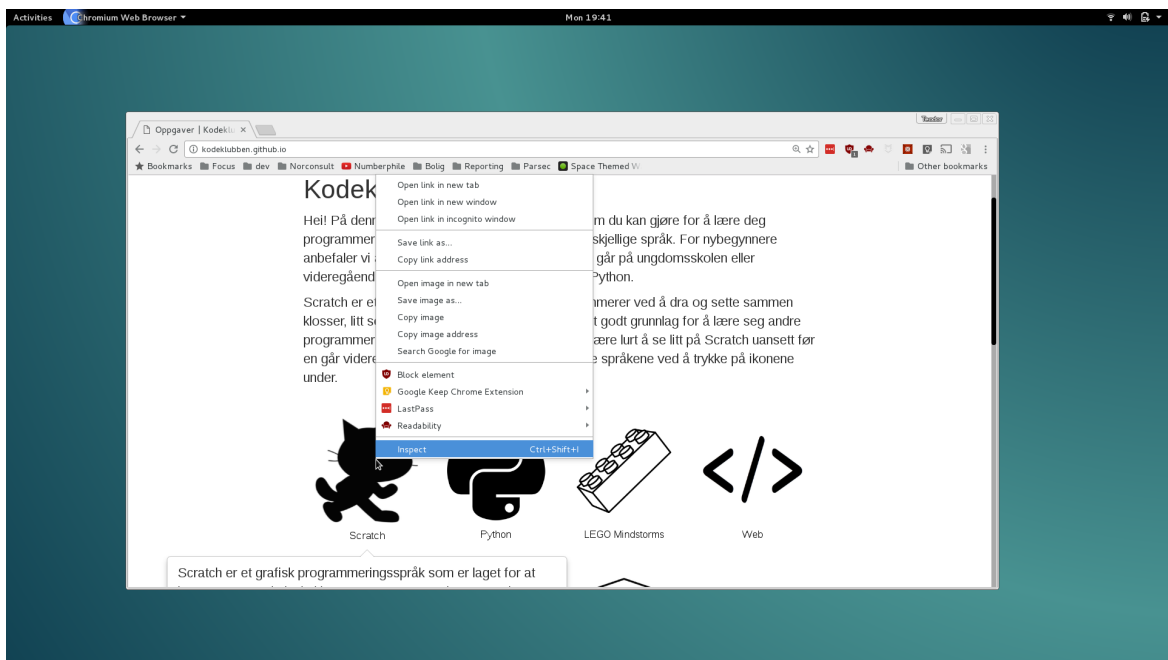 Activities Chromium Web Browser Mon 19:41
Oppgaver | Kodeklu
kodeklubben.github.io
Bookmarks Focus dev Norconsult Numberphile Bolig Reporting Parsec Space Themed W Other bookmarks
Kodek
Hei! På denn m du kan gjøre for å lære deg
programmer skjellige språk. For nybegynnere
anbefaler vi går på ungdomsskolen eller
videregåend Python.
Scratch er et mmerer ved å dra og sette sammen
klosser, litt so t godt grunnlag for å lære seg andre
programmer ære lurt å se litt på Scratch uansett før
en går videre e språkene ved å trykke på ikonene
under.
Open link in new tab
Open link in new window
Open link in incognito window
Save link as...
Copy link address
Open image in new tab
Save image as...
Copy image
Copy image address
Search Google for image
Block element
Google Keep Chrome Extension
LastPass
Readability
Inspect Ctrl+Shift+I
</>
Scratch Python LEGO Mindstorms Web
Scratch er et grafisk programmeringsspråk som er laget for at